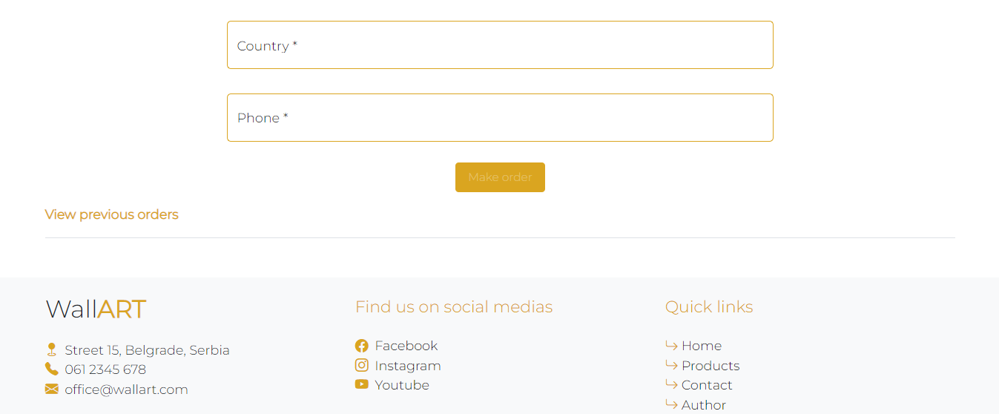 Country *
Phone *
Make order
View previous orders
WallART
Street 15, Belgrade, Serbia
061 2345 678
office@wallart.com
Find us on social medias
Facebook
Instagram
Youtube
Quick links
Home
Products
Contact
Author